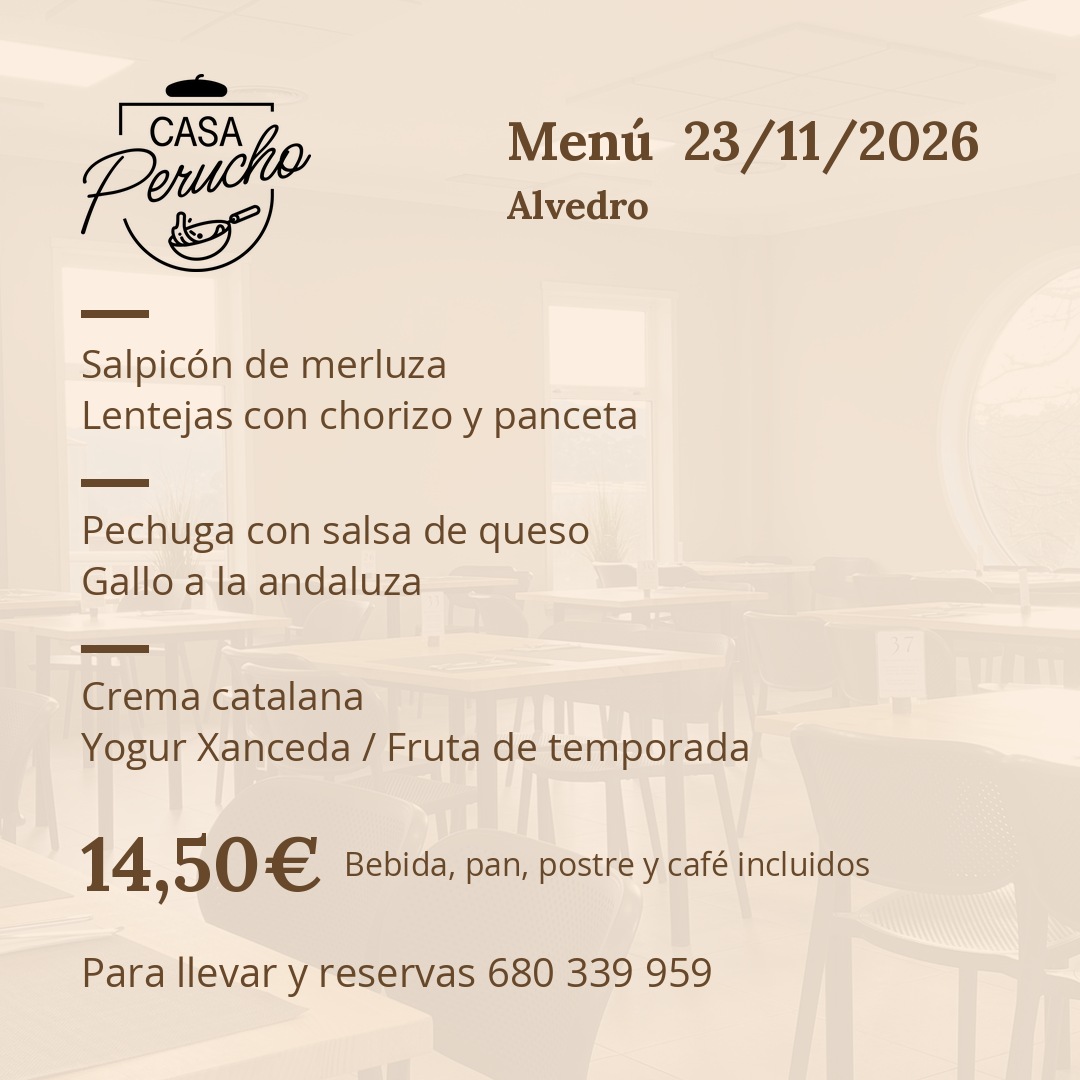 CASA
Perucho
Menú 23/11/2026
Alvedro
Salpicón de merluza
Lentejas con chorizo y panceta
Pechuga con salsa de queso
Gallo a la andaluza
Crema catalana
Yogur Xanceda / Fruta de temporada
37
14,50€ Bebida, pan, postre y café incluidos
Para llevar y reservas 680 339 959